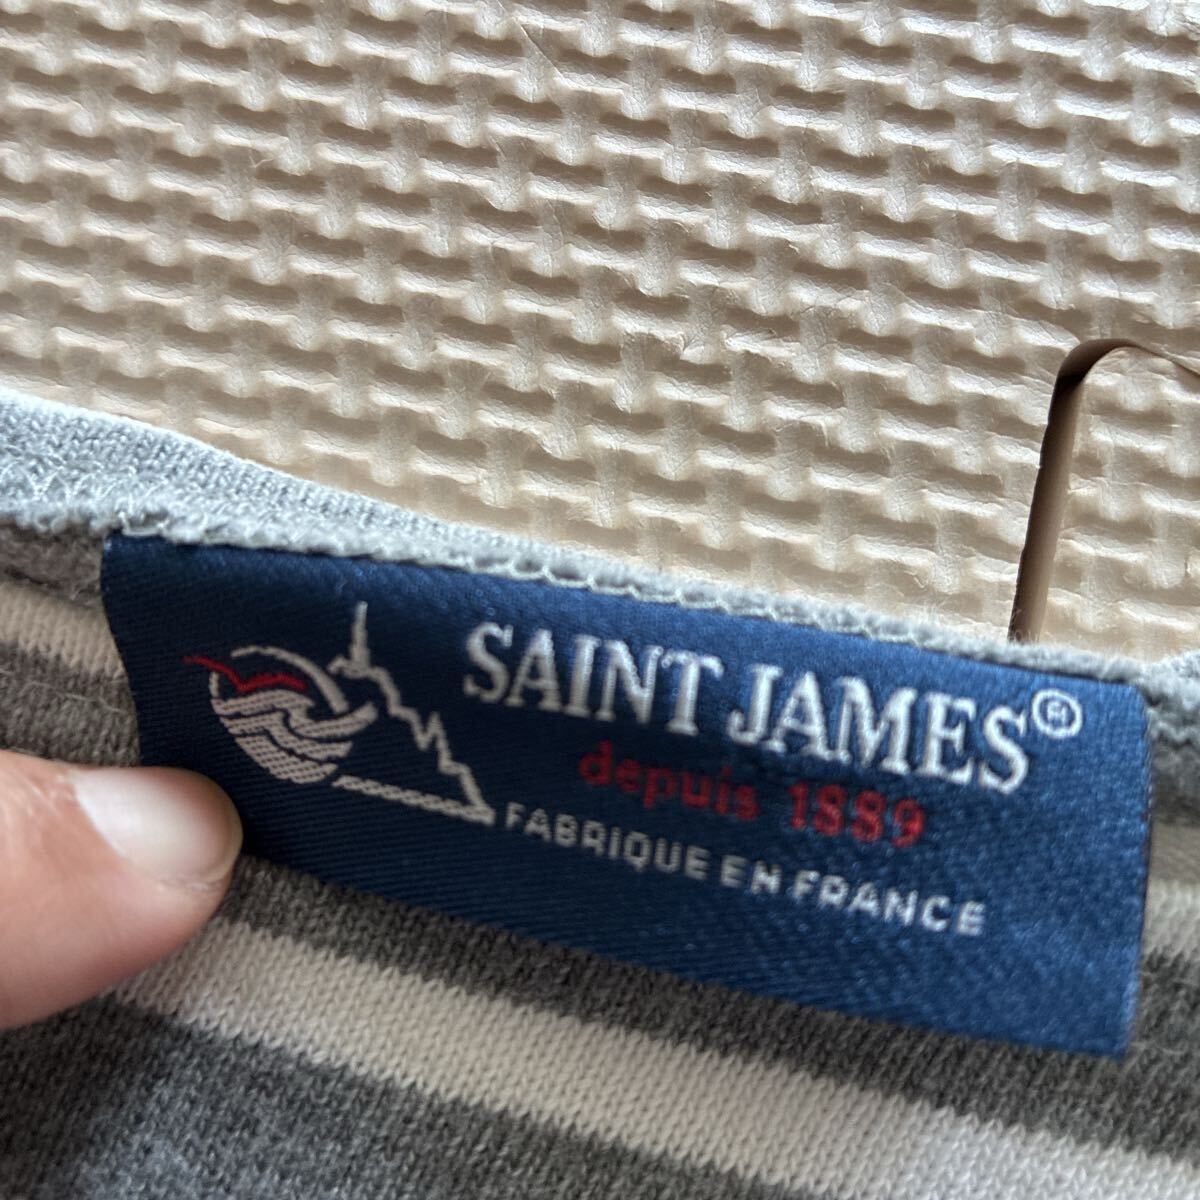 SAINT JAMES®
depuis 1889
FABRIQUE EN FRANCE